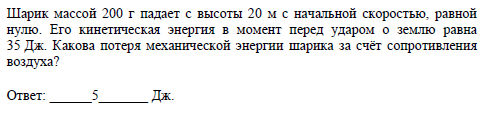 Шарик массой 200 г падает с высоты 20 м с начальной скоростью, равной
нулю. Его кинетическая энергия в момент перед ударом о землю равна
35 Дж. Какова потеря механической энергии шарика за счёт сопротивления
воздуха?
Ответ: ______5_______ Дж.